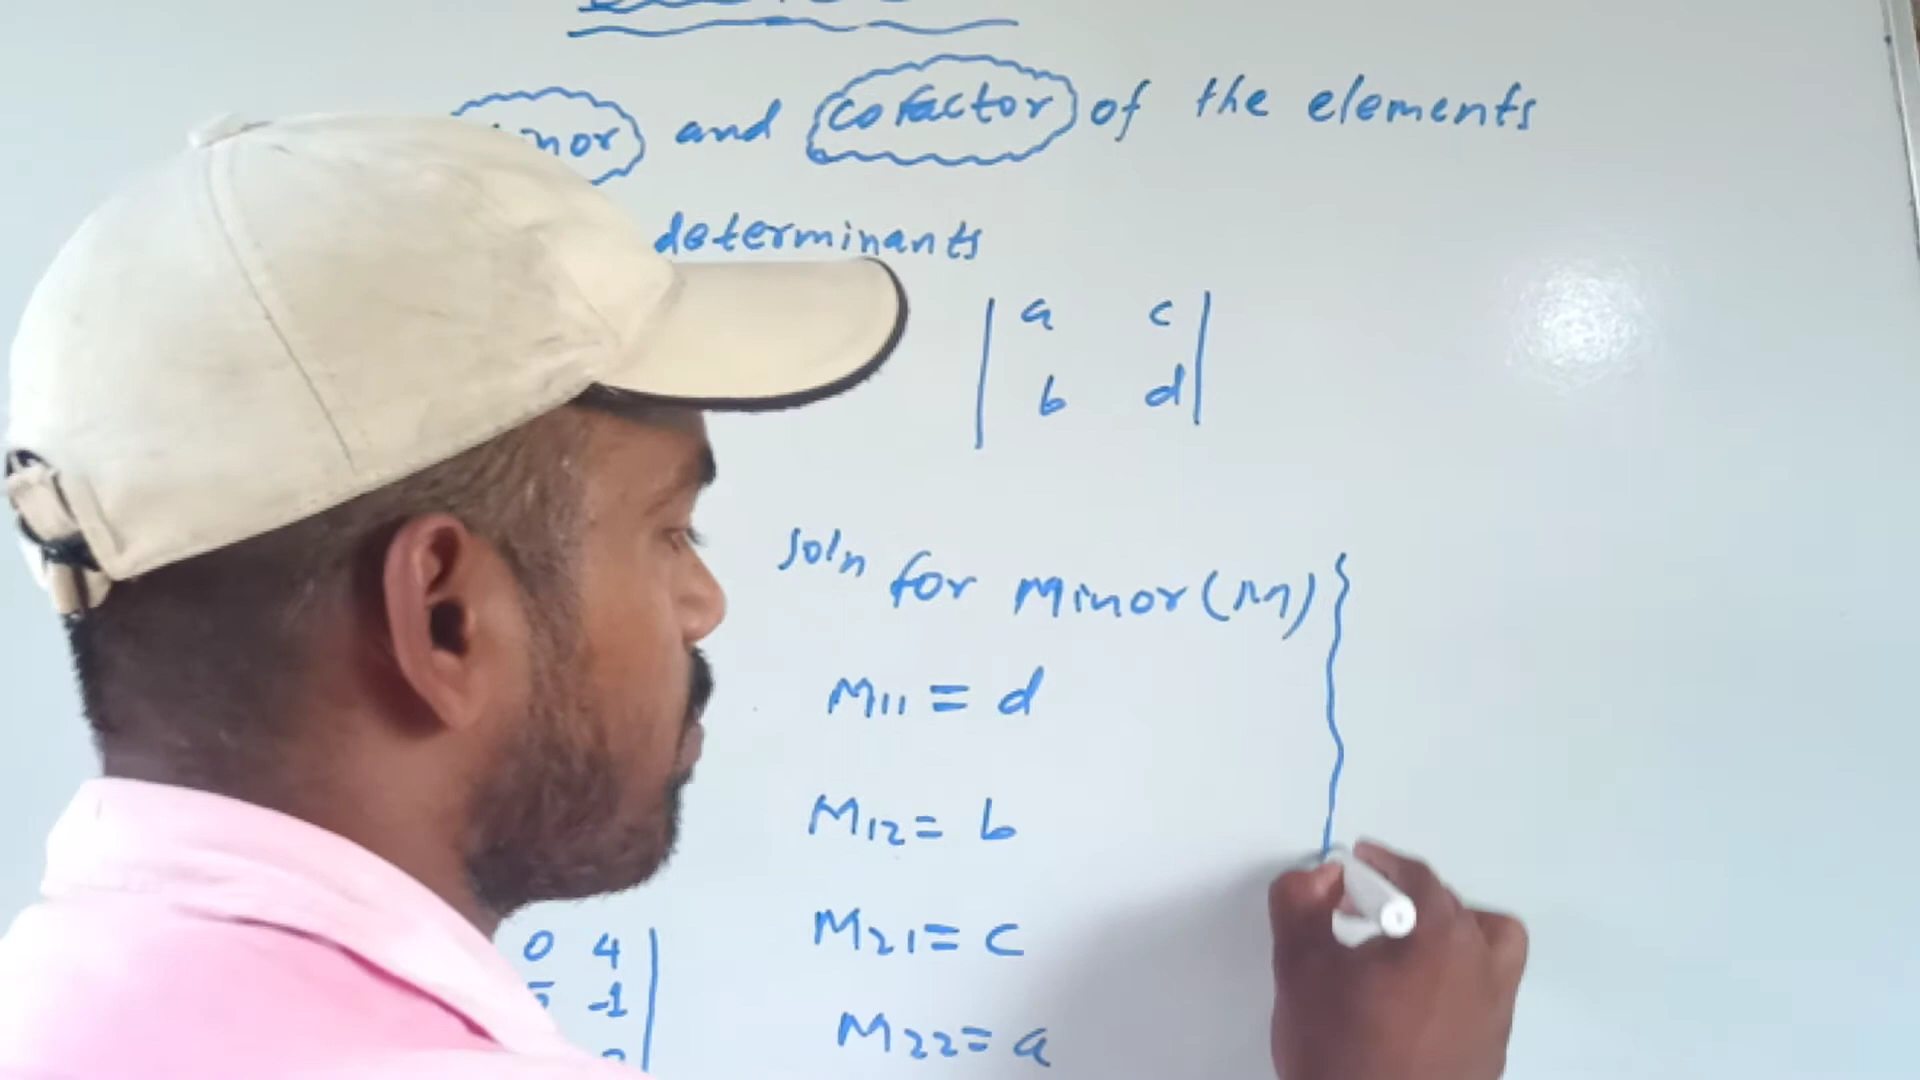 and cofactor of the elements
determinants
| a c |
| b d |
soln for Minor (M)
M11 = d
M12 = b
M21 = c
M22 = a
0 4
-1